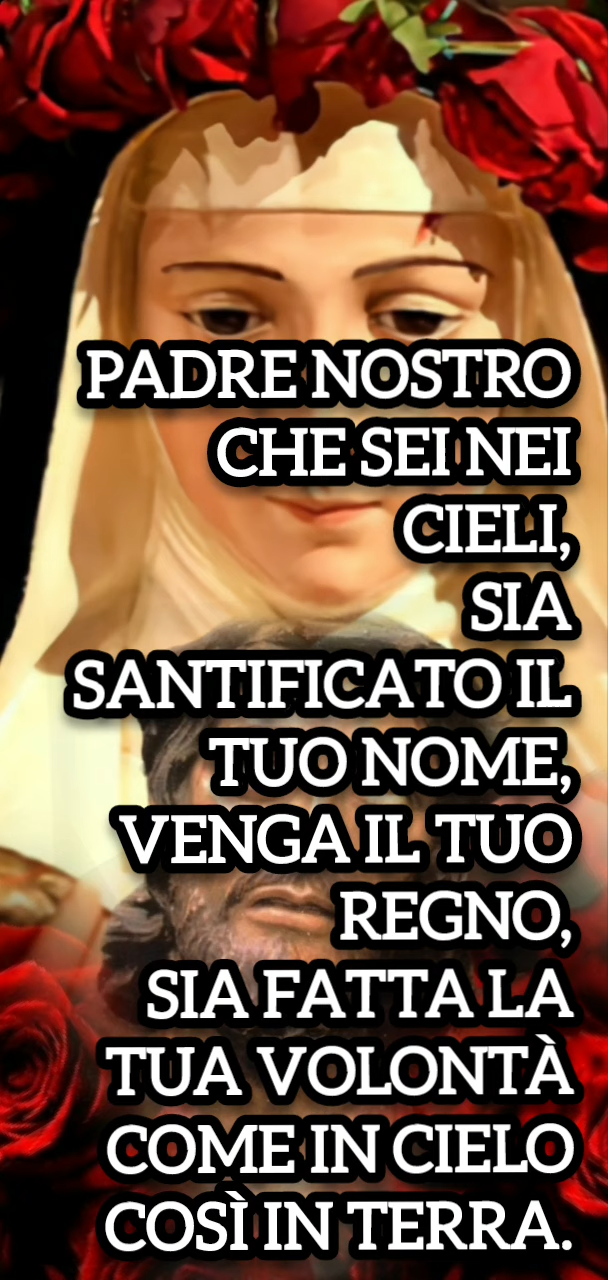 PADRE NOSTRO
CHE SEI NEI
CIELI,
SIA
SANTIFICATO IL
TUO NOME,
VENGA IL TUO
REGNO,
SIA FATTA LA
TUA VOLONTÀ
COME IN CIELO
COSÌ IN TERRA.